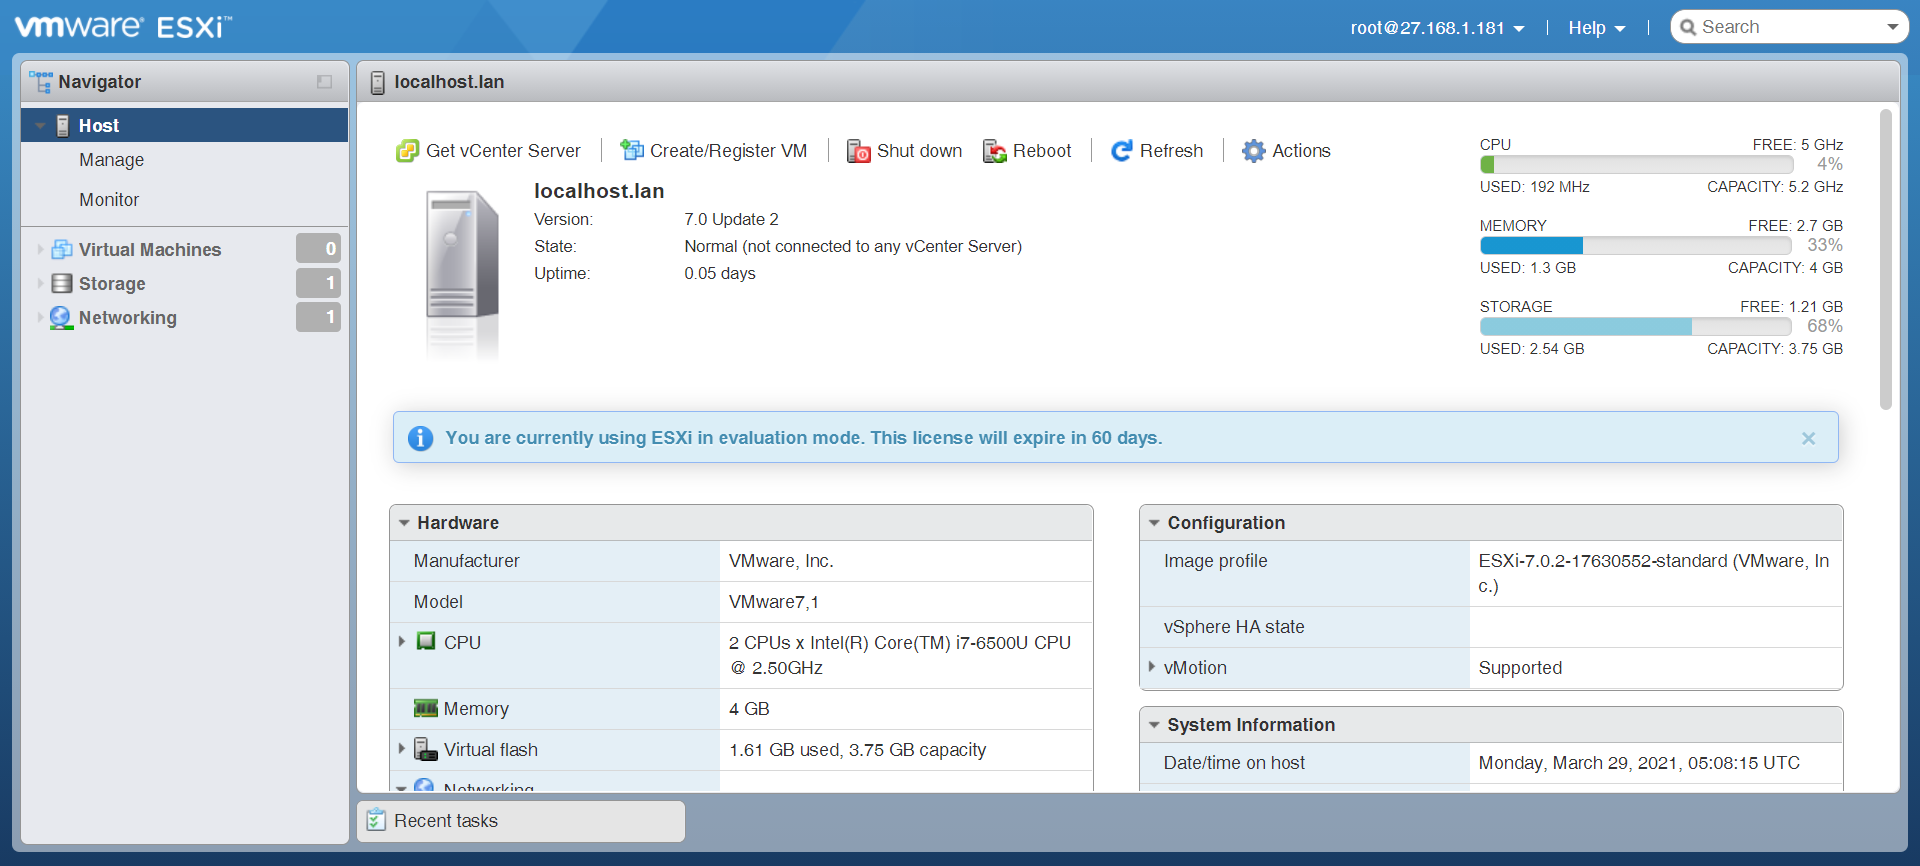 vmware ESXi™
root@27.168.1.181
Help
Search
Navigator
Host
Manage
Monitor
Virtual Machines 0
Storage 1
Networking 1
localhost.lan
Get vCenter Server
Create/Register VM
Shut down
Reboot
Refresh
Actions
localhost.lan
Version: 7.0 Update 2
State: Normal (not connected to any vCenter Server)
Uptime: 0.05 days
CPU FREE: 5 GHz
4%
USED: 192 MHz CAPACITY: 5.2 GHz
MEMORY FREE: 2.7 GB
33%
USED: 1.3 GB CAPACITY: 4 GB
STORAGE FREE: 1.21 GB
68%
USED: 2.54 GB CAPACITY: 3.75 GB
You are currently using ESXi in evaluation mode. This license will expire in 60 days.
Hardware
Manufacturer VMware, Inc.
Model VMware7,1
CPU 2 CPUs x Intel(R) Core(TM) i7-6500U CPU
@ 2.50GHz
Memory 4 GB
Virtual flash 1.61 GB used, 3.75 GB capacity
Networking
Configuration
Image profile ESXi-7.0.2-17630552-standard (VMware, In
c.)
vSphere HA state
vMotion Supported
System Information
Date/time on host Monday, March 29, 2021, 05:08:15 UTC
Recent tasks